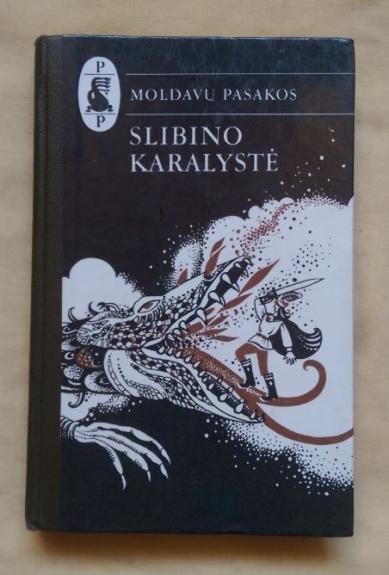 P
P
MOLDAVŲ PASAKOS
SLIBINO
KARALYSTĖ